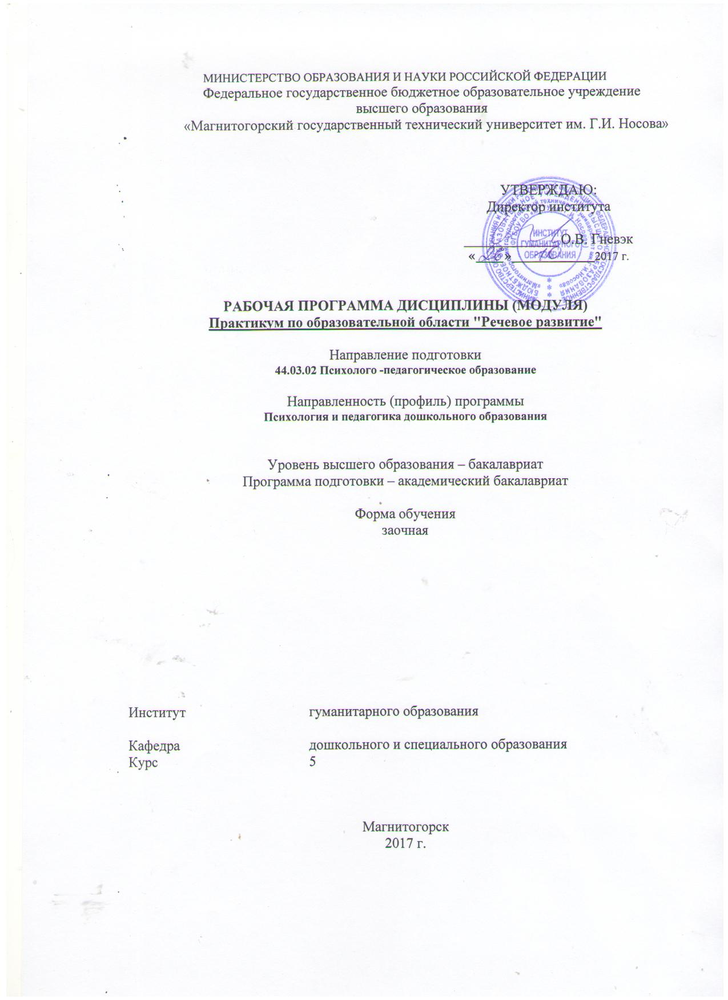 МИНИСТЕРСТВО ОБРАЗОВАНИЯ И НАУКИ РОССИЙСКОЙ ФЕДЕРАЦИИ
Федеральное государственное бюджетное образовательное учреждение
высшего образования
«Магнитогорский государственный технический университет им. Г.И. Носова»
УТВЕРЖДАЮ:
Директор института
О.В. Гневэк
«26» 10 2017 г.
ИНСТИТУТ
ГУМАНИТАРНОГО
ОБРАЗОВАНИЯ
РАБОЧАЯ ПРОГРАММА ДИСЦИПЛИНЫ (МОДУЛЯ)
Практикум по образовательной области "Речевое развитие"
Направление подготовки
44.03.02 Психолого -педагогическое образование
Направленность (профиль) программы
Психология и педагогика дошкольного образования
Уровень высшего образования – бакалавриат
Программа подготовки – академический бакалавриат
Форма обучения
заочная
Институт гуманитарного образования
Кафедра дошкольного и специального образования
Курс 5
Магнитогорск
2017 г.